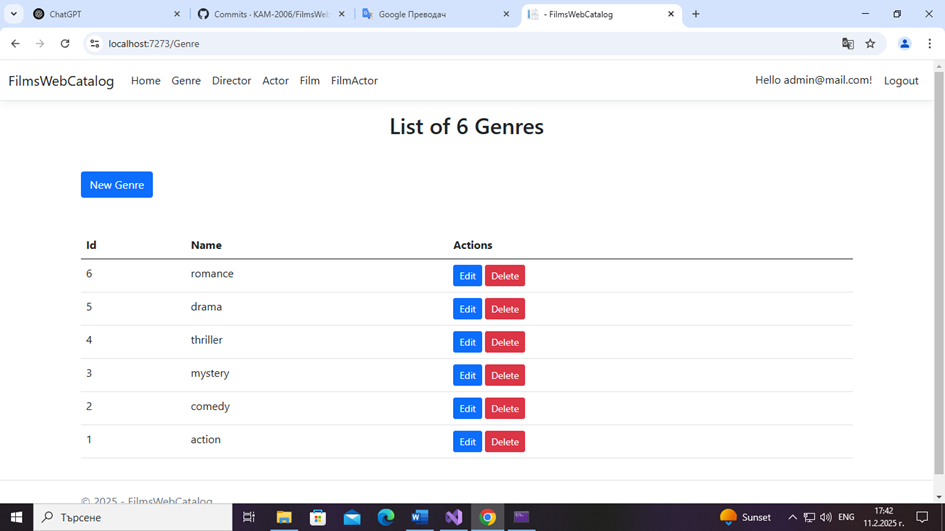 ChatGPT
Commits · KAM-2006/FilmsWeb
Google Преводач
- FilmsWebCatalog
localhost:7273/Genre
FilmsWebCatalog Home Genre Director Actor Film FilmActor Hello admin@mail.com! Logout
List of 6 Genres
New Genre
Id Name Actions
6 romance Edit Delete
5 drama Edit Delete
4 thriller Edit Delete
3 mystery Edit Delete
2 comedy Edit Delete
1 action Edit Delete
© 2025 - FilmsWebCatalog
Търсене
Sunset
ENG
17:42
11.2.2025 г.